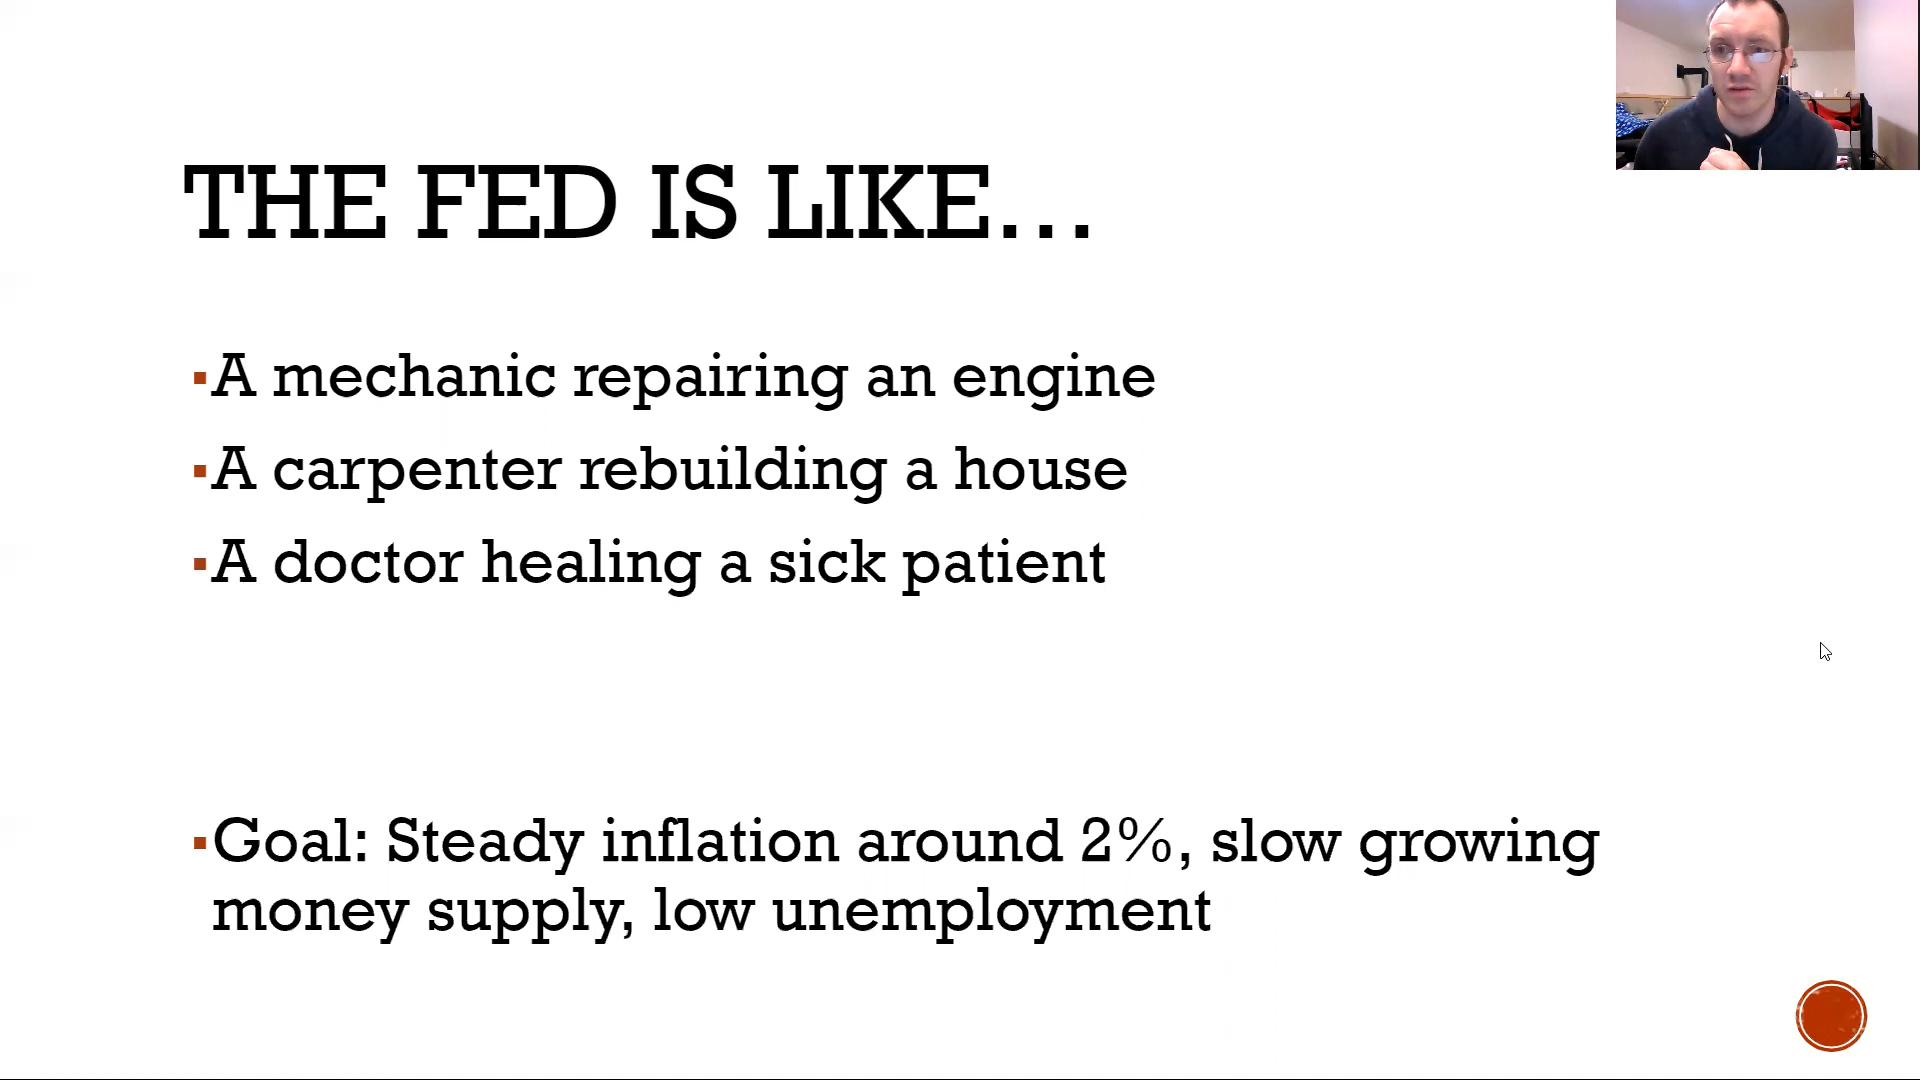 THE FED IS LIKE...
▪A mechanic repairing an engine
▪A carpenter rebuilding a house
▪A doctor healing a sick patient
▪Goal: Steady inflation around 2%, slow growing
money supply, low unemployment